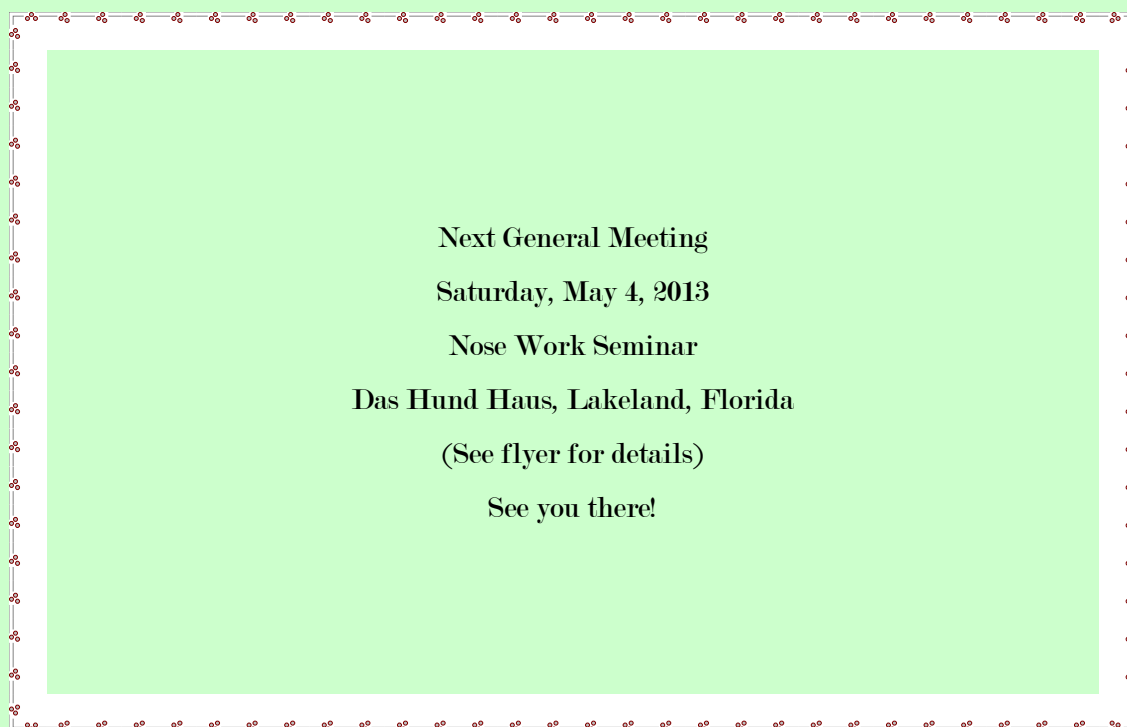 Next General Meeting
Saturday, May 4, 2013
Nose Work Seminar
Das Hund Haus, Lakeland, Florida
(See flyer for details)
See you there!